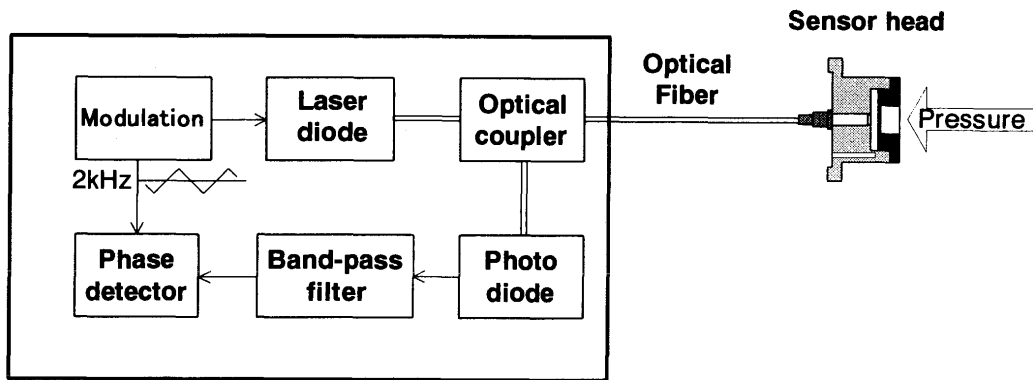 Sensor head
Optical
Fiber
Pressure
Modulation
Laser
diode
Optical
coupler
2kHz
Phase
detector
Band-pass
filter
Photo
diode